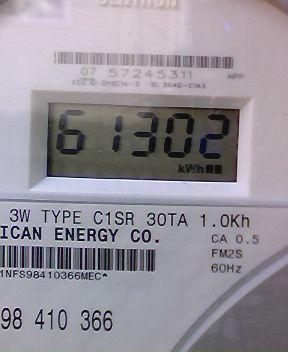 07 57245311 MPP
61302
kWh
3W TYPE C1SR 30TA 1.0Kh
ICAN ENERGY CO. CA 0.5
FM2S
1NFS98410366MEC* 60Hz
98 410 366